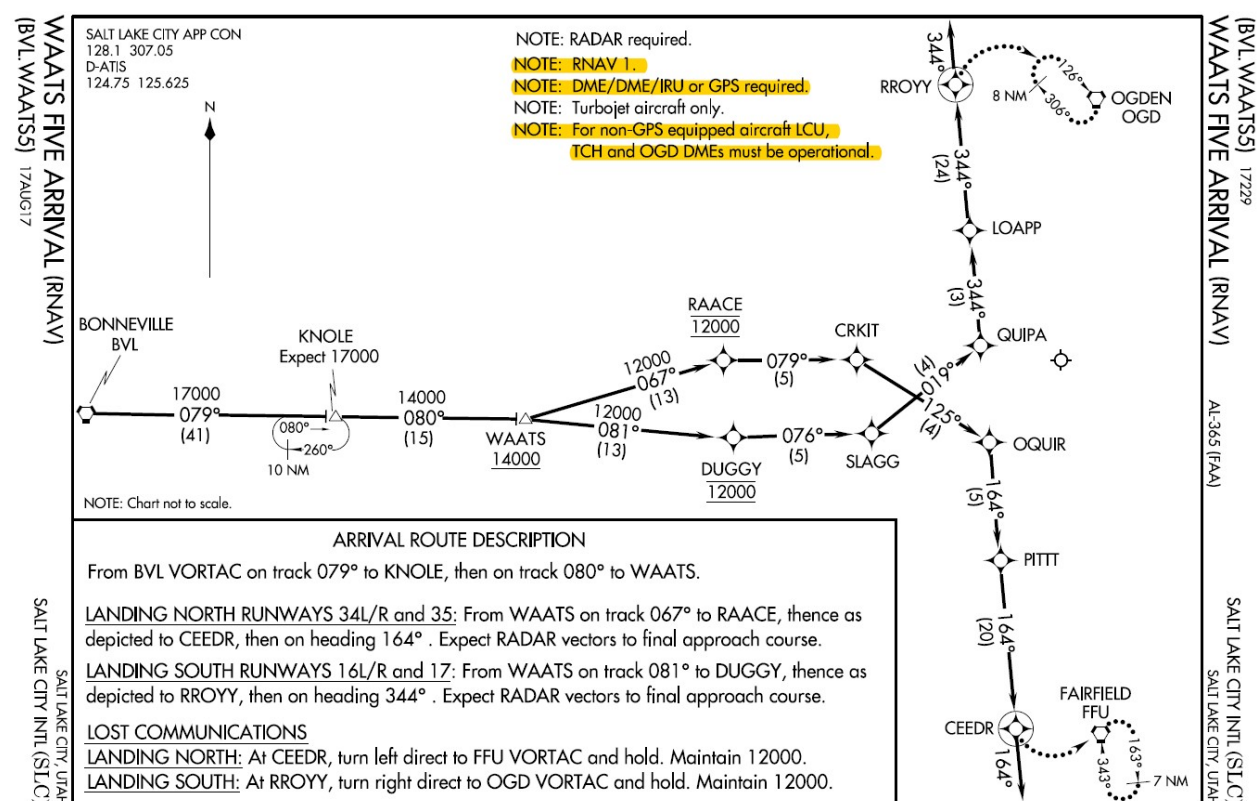 WAATS FIVE ARRIVAL (RNAV)
(BVL.WAATS5) 17AUG17
SALT LAKE CITY APP CON
128.1 307.05
D-ATIS
124.75 125.625
N
NOTE: RADAR required.
NOTE: RNAV 1.
NOTE: DME/DME/IRU or GPS required.
NOTE: Turbojet aircraft only.
NOTE: For non-GPS equipped aircraft LCU,
TCH and OGD DMEs must be operational.
344°
RROYY
8 NM
126°
306°
OGDEN
OGD
344°
(24)
LOAPP
344°
(3)
QUIPA
BONNEVILLE
BVL
17000
079°
(41)
KNOLE
Expect 17000
080°
260°
10 NM
14000
080°
(15)
WAATS
14000
12000
067°
(13)
RAACE
12000
079°
(5)
CRKIT
12000
081°
(13)
DUGGY
12000
076°
(5)
SLAGG
(4)
019°
125°
(4)
OQUIR
164°
(5)
PITTT
164°
(20)
CEEDR
164°
FAIRFIELD
FFU
163°
343°
7 NM
NOTE: Chart not to scale.
ARRIVAL ROUTE DESCRIPTION
From BVL VORTAC on track 079° to KNOLE, then on track 080° to WAATS.
LANDING NORTH RUNWAYS 34L/R and 35: From WAATS on track 067° to RAACE, thence as
depicted to CEEDR, then on heading 164° . Expect RADAR vectors to final approach course.
LANDING SOUTH RUNWAYS 16L/R and 17: From WAATS on track 081° to DUGGY, thence as
depicted to RROYY, then on heading 344° . Expect RADAR vectors to final approach course.
LOST COMMUNICATIONS
LANDING NORTH: At CEEDR, turn left direct to FFU VORTAC and hold. Maintain 12000.
LANDING SOUTH: At RROYY, turn right direct to OGD VORTAC and hold. Maintain 12000.
SALT LAKE CITY, UTAH
SALT LAKE CITY INTL (SLC)
(BVL.WAATS5) 17229
WAATS FIVE ARRIVAL (RNAV)
AL-365 (FAA)
SALT LAKE CITY INTL (SLC)
SALT LAKE CITY, UTAH